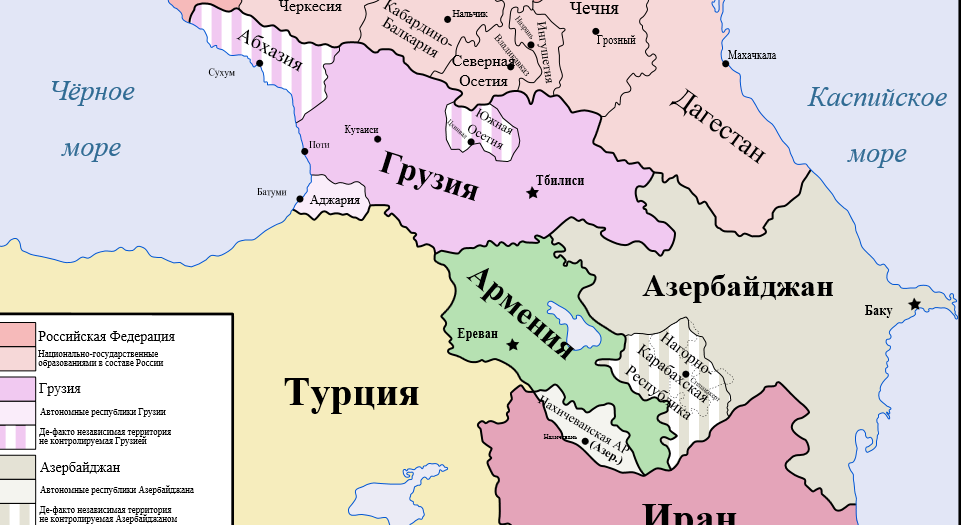 Черкесия
Кабардино-
Балкария
Нальчик
Чечня
Грозный
Назрань
Ингушетия
Владикавказ
Северная
Осетия
Махачкала
Дагестан
Абхазия
Сухум
Чёрное
море
Каспийское
море
Южная
Осетия
Цхинвал
Кутаиси
Поти
Грузия
Тбилиси
Батуми
Аджария
Армения
Ереван
Азербайджан
Баку
Нагорно-
Карабахская
Республика
Степанакерт
Нахичеванская АР
(Азер.)
Нахичевань
Турция
Иран
Российская Федерация
Национально-государственные
образованиями в составе России
Грузия
Автономные республики Грузии
Де-факто независимая территория
не контролируемая Грузией
Азербайджан
Автономные республики Азербайджана
Де-факто независимая территория
не контролируемая Азербайджаном